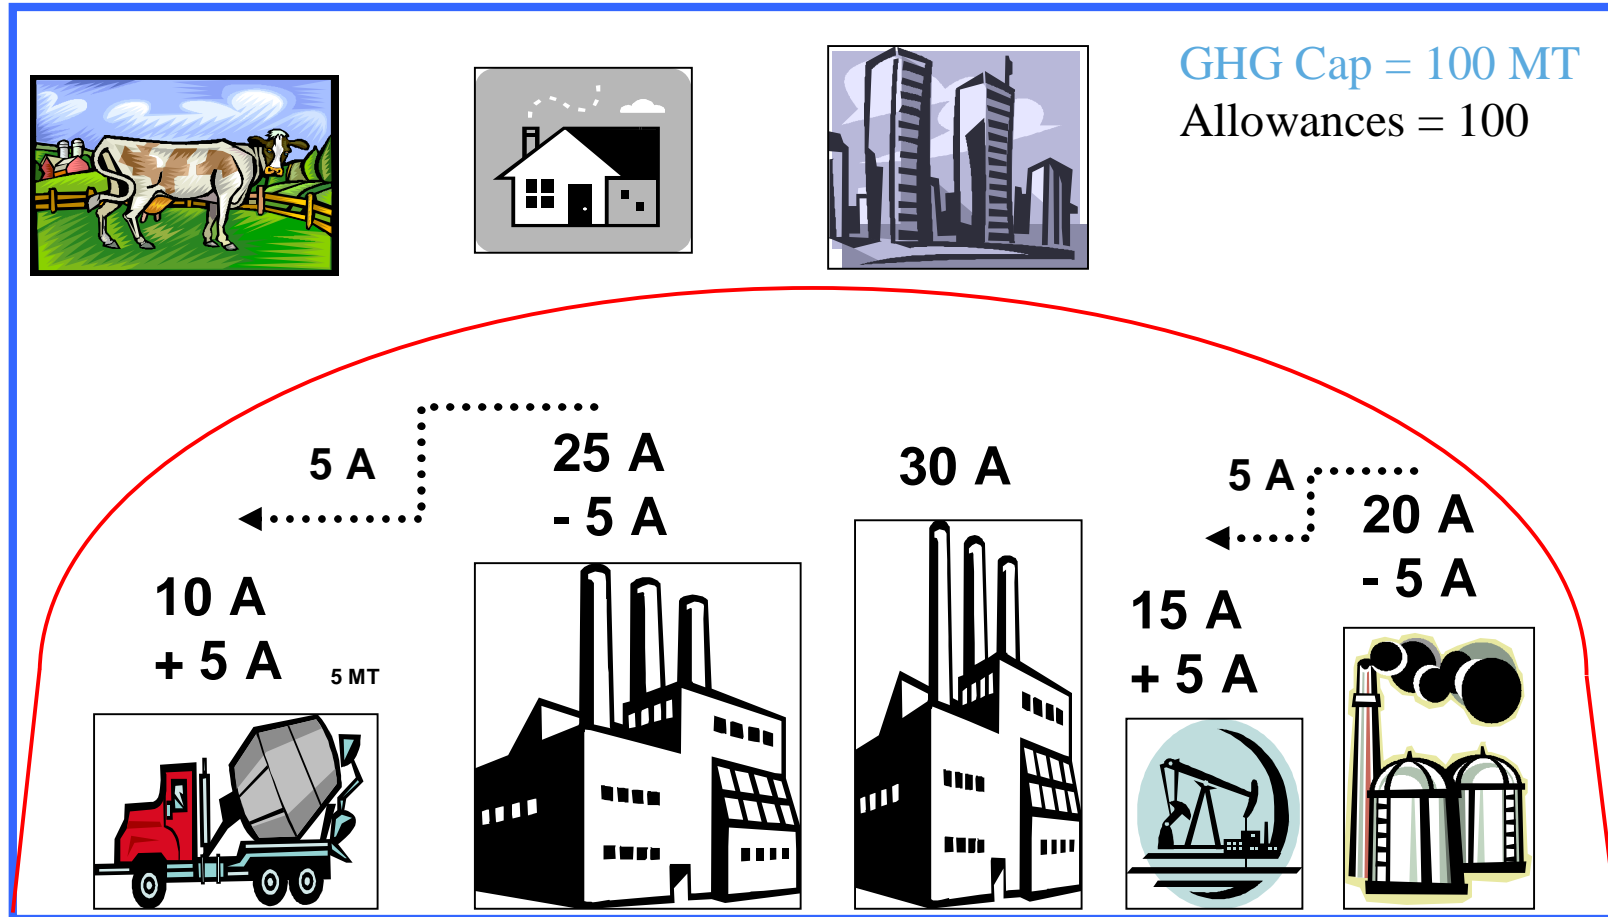 GHG Cap = 100 MT
Allowances = 100
5 A
25 A
- 5 A
30 A
5 A
20 A
- 5 A
10 A
+ 5 A
5 MT
15 A
+ 5 A